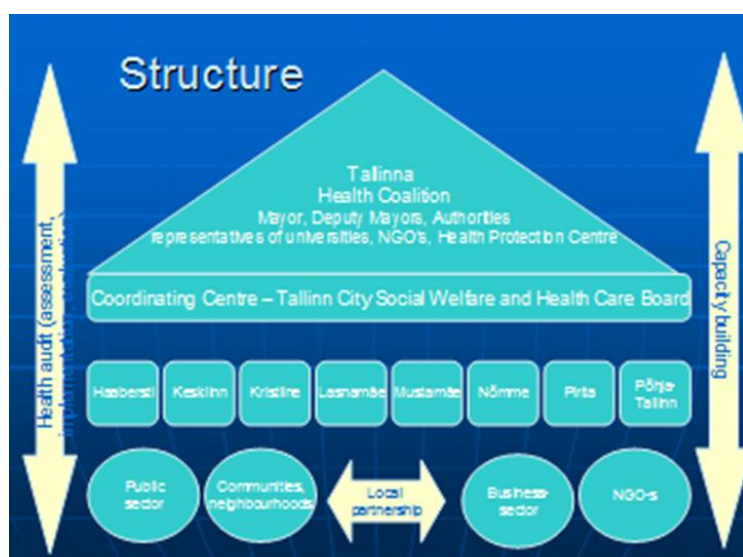 Structure
Tallinna
Health Coalition
Mayor, Deputy Mayors, Authorities
representatives of universities, NGO's, Health Protection Centre
Coordinating Centre – Tallinn City Social Welfare and Health Care Board
Health audit (assessment,
implementation, evaluation)
Capacity building
Haabersti
Kesklinn
Kristiine
Lasnamäe
Mustamäe
Nõmme
Pirita
Põhja-
Tallinn
Public
sector
Communities,
neighbourhoods
Local
partnership
Business-
sector
NGO-s